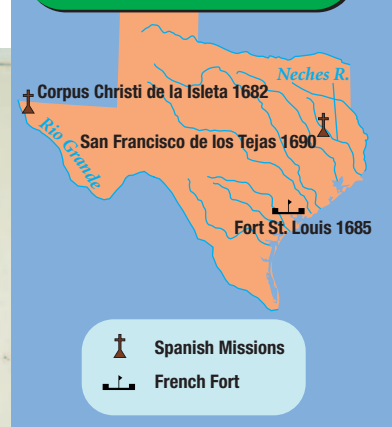 Neches R.
Corpus Christi de la Isleta 1682
Rio Grande
San Francisco de los Tejas 1690
Fort St. Louis 1685
Spanish Missions
French Fort